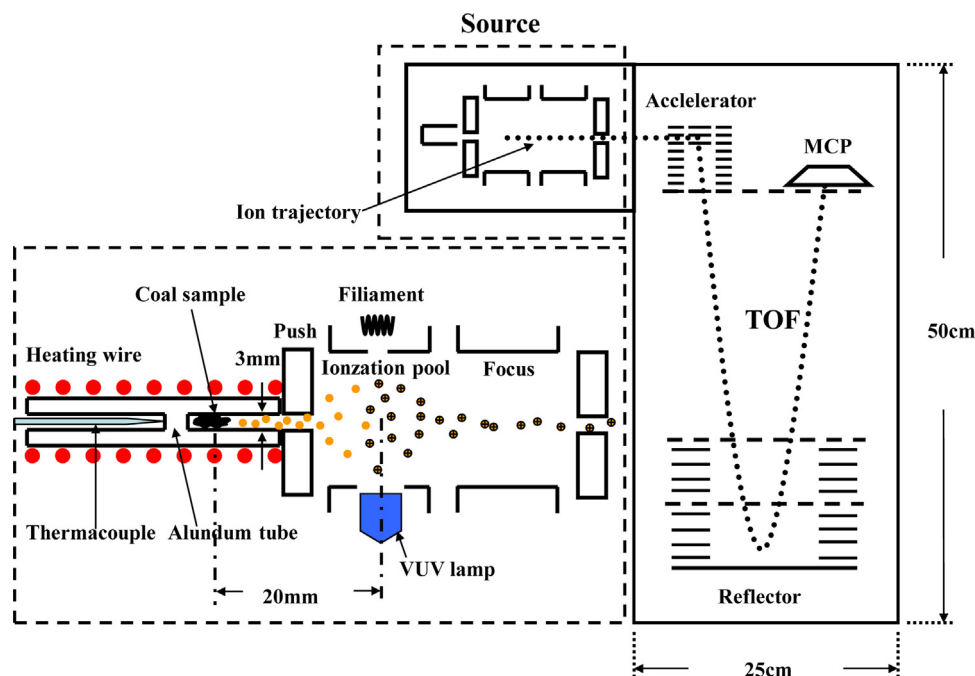 Source
Acclelerator
MCP
Ion trajectory
Coal sample
Filiament
Push
TOF
50cm
Heating wire
3mm
Ionzation pool
Focus
Thermacouple
Alundum tube
VUV lamp
20mm
Reflector
25cm